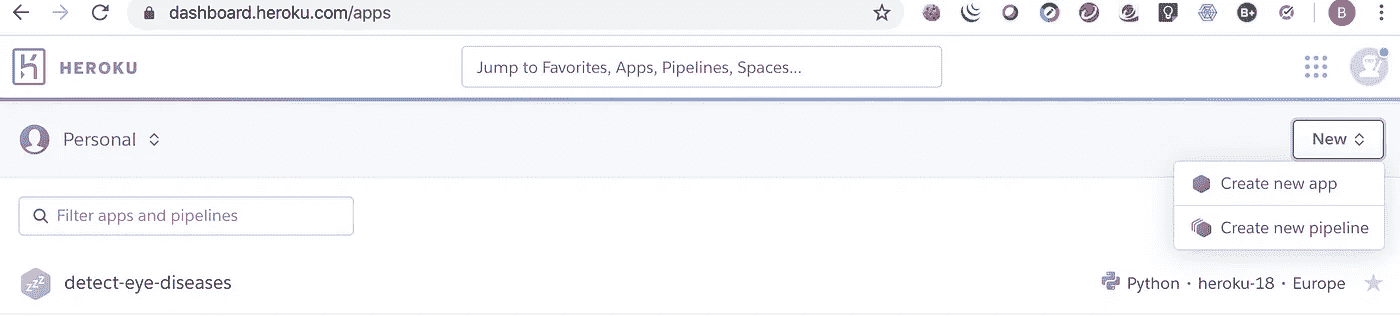 dashboard.heroku.com/apps
B+
B
HEROKU
Jump to Favorites, Apps, Pipelines, Spaces...
Personal
New
Create new app
Filter apps and pipelines
Create new pipeline
zzz
detect-eye-diseases
Python · heroku-18 · Europe